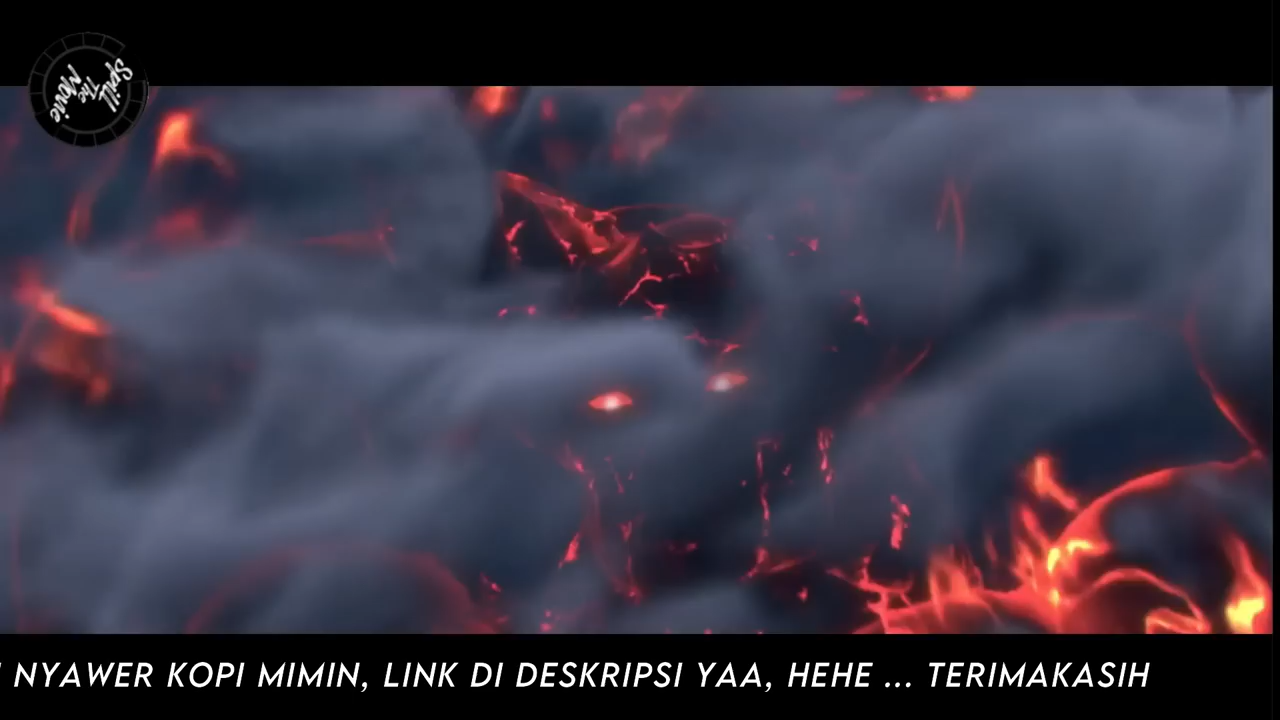 Spill
The
Movie
NYAWER KOPI MIMIN, LINK DI DESKRIPSI YAA, HEHE ... TERIMAKASIH